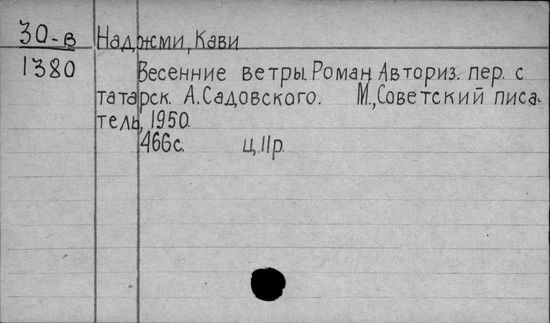 30-в Наджми, Кави
1380 Весенние ветры. Роман. Авториз. пер. с
татарск. А. Садовского. М., Советский писа-
тель, 1950.
466с. ц. 11р.